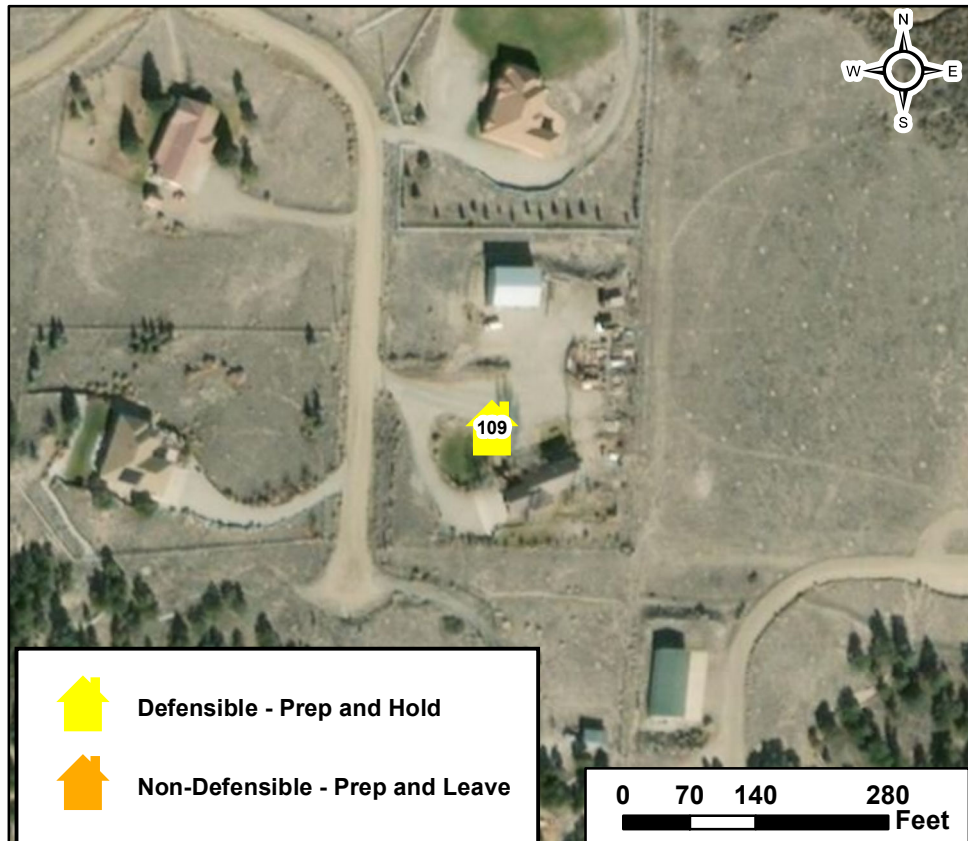 N
W E
S
109
Defensible - Prep and Hold
Non-Defensible - Prep and Leave
0 70 140 280
Feet